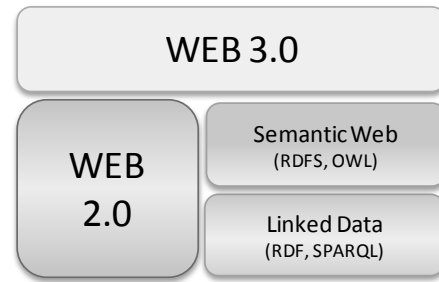 WEB 3.0
WEB
2.0
Semantic Web
(RDFS, OWL)
Linked Data
(RDF, SPARQL)